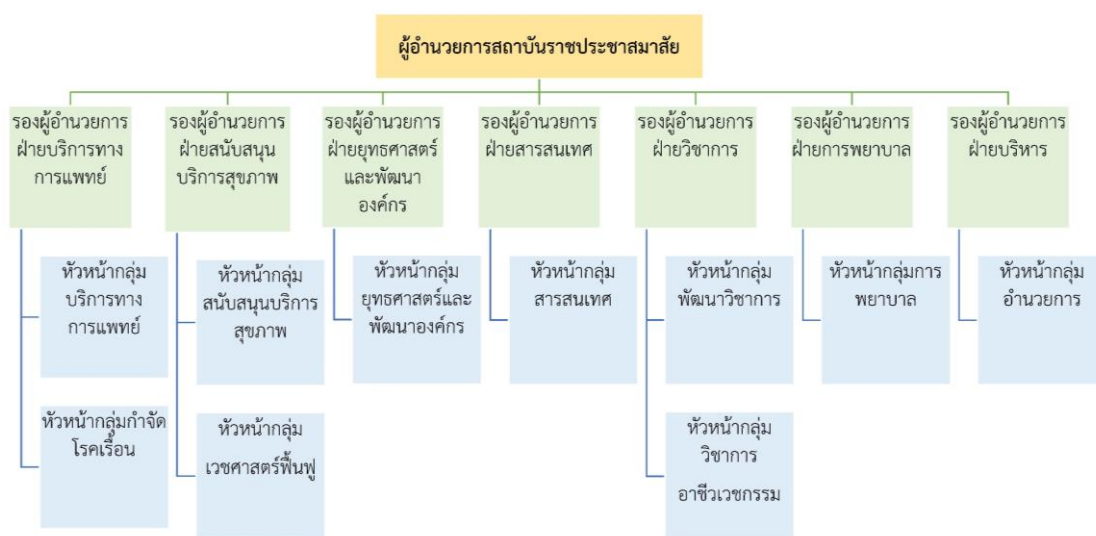 ผู้อำนวยการสถาบันราชประชาสมาสัย
รองผู้อำนวยการ
ฝ่ายบริการทาง
การแพทย์
รองผู้อำนวยการ
ฝ่ายสนับสนุน
บริการสุขภาพ
รองผู้อำนวยการ
ฝ่ายยุทธศาสตร์
และพัฒนา
องค์กร
รองผู้อำนวยการ
ฝ่ายสารสนเทศ
รองผู้อำนวยการ
ฝ่ายวิชาการ
รองผู้อำนวยการ
ฝ่ายการพยาบาล
รองผู้อำนวยการ
ฝ่ายบริหาร
หัวหน้ากลุ่ม
บริการทาง
การแพทย์
หัวหน้ากลุ่ม
สนับสนุนบริการ
สุขภาพ
หัวหน้ากลุ่ม
ยุทธศาสตร์และ
พัฒนาองค์กร
หัวหน้ากลุ่ม
สารสนเทศ
หัวหน้ากลุ่ม
พัฒนาวิชาการ
หัวหน้ากลุ่มการ
พยาบาล
หัวหน้ากลุ่ม
อำนวยการ
หัวหน้ากลุ่มกำจัด
โรคเรื้อน
หัวหน้ากลุ่ม
เวชศาสตร์ฟื้นฟู
หัวหน้ากลุ่ม
วิชาการ
อาชีวเวชกรรม